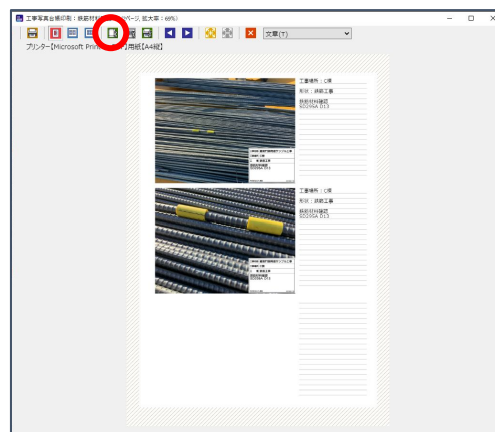 工事写真台帳印刷：鉄筋材
ページ, 拡大率：69%)
文章(T)
プリンター【Microsoft Prin
】用紙【A4縦】
工事場所：C棟
形状：鉄筋工事
鉄筋材料確認
SD295A D13
工事場所：C棟
形状：鉄筋工事
鉄筋材料確認
SD295A D13